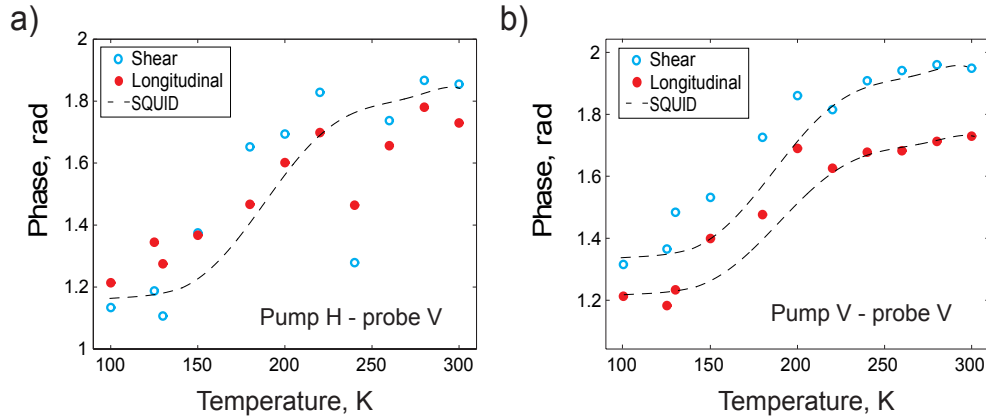 a)
2
1.8
1.6
1.4
1.2
1
Phase, rad
Shear
Longitudinal
SQUID
Pump H - probe V
100
150
200
250
300
Temperature, K
b)
2
1.8
1.6
1.4
1.2
Phase, rad
Shear
Longitudinal
SQUID
Pump V - probe V
100
150
200
250
300
Temperature, K